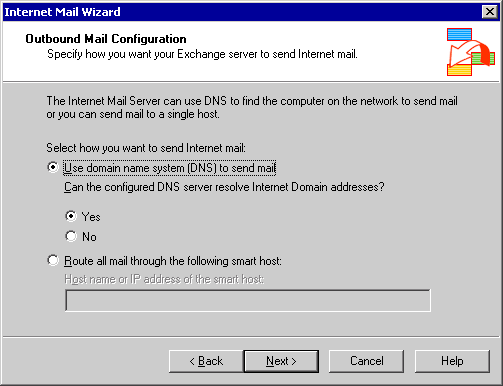 Internet Mail Wizard
Outbound Mail Configuration
Specify how you want your Exchange server to send Internet mail.
The Internet Mail Server can use DNS to find the computer on the network to send mail
or you can send mail to a single host.
Select how you want to send Internet mail:
Use domain name system (DNS) to send mail
Can the configured DNS server resolve Internet Domain addresses?
Yes
No
Route all mail through the following smart host:
Host name or IP address of the smart host:
< Back Next > Cancel Help